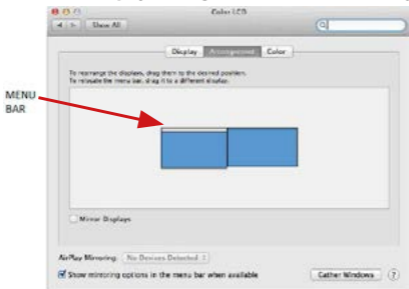 Color LCD
Show All
Display Arrangement Color
To rearrange the displays, drag them to the desired position.
To relocate the menu bar, drag it to a different display.
MENU
BAR
Mirror Displays
AirPlay Mirroring: No Devices Detected
Show mirroring options in the menu bar when available
Gather Windows ?